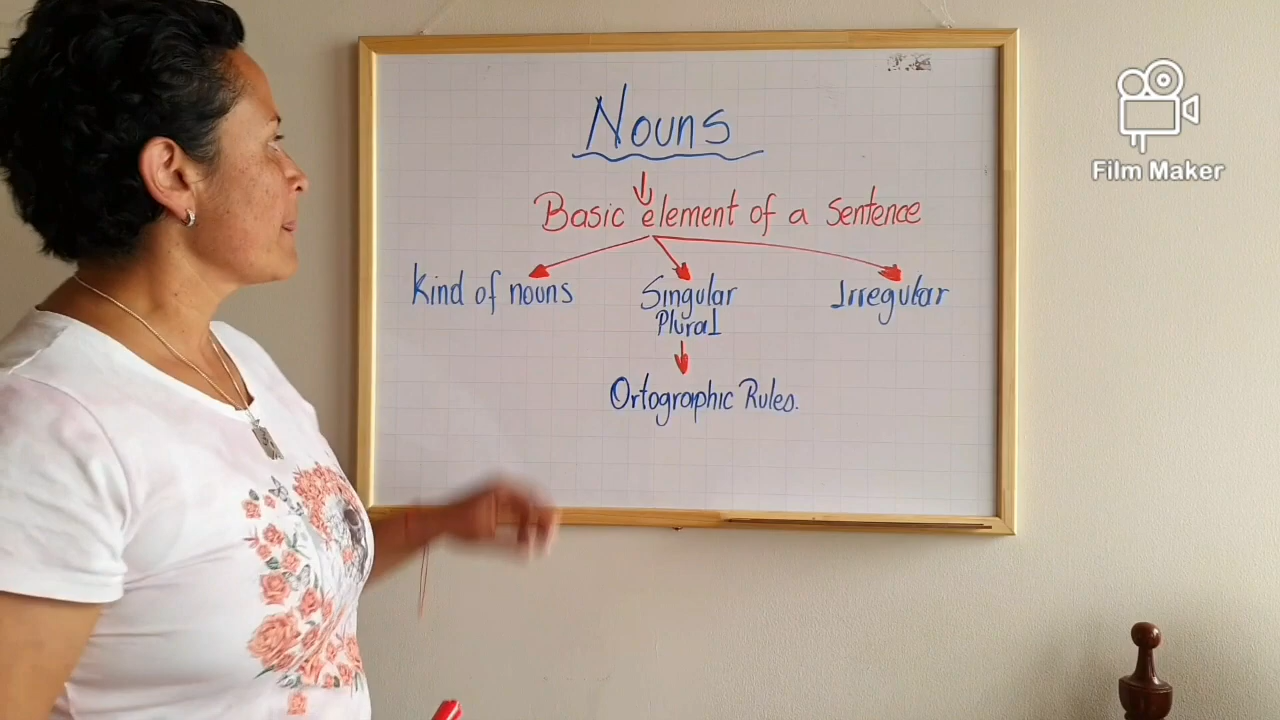 Nouns
Basic element of a Sentence
Kind of nouns
Singular
Plural
Irregular
Ortographic Rules.
Film Maker